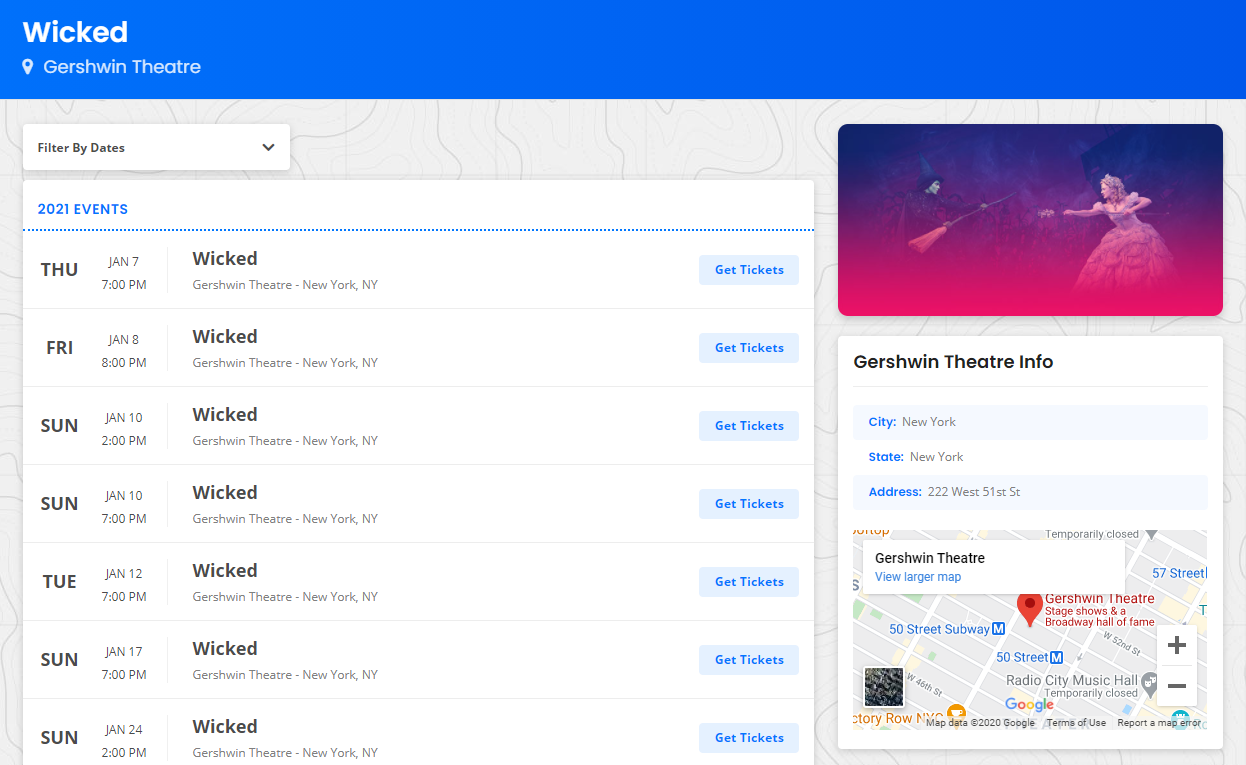 Wicked
Gershwin Theatre
Filter By Dates
2021 EVENTS
THU
JAN 7
7:00 PM
Wicked
Gershwin Theatre - New York, NY
Get Tickets
FRI
JAN 8
8:00 PM
Wicked
Gershwin Theatre - New York, NY
Get Tickets
SUN
JAN 10
2:00 PM
Wicked
Gershwin Theatre - New York, NY
Get Tickets
SUN
JAN 10
7:00 PM
Wicked
Gershwin Theatre - New York, NY
Get Tickets
TUE
JAN 12
7:00 PM
Wicked
Gershwin Theatre - New York, NY
Get Tickets
SUN
JAN 17
7:00 PM
Wicked
Gershwin Theatre - New York, NY
Get Tickets
SUN
JAN 24
2:00 PM
Wicked
Gershwin Theatre - New York, NY
Get Tickets
Gershwin Theatre Info
City: New York
State: New York
Address: 222 West 51st St
Temporarily closed
Gershwin Theatre
View larger map
57 Street
Gershwin Theatre
Stage shows & a
Broadway hall of fame
50 Street Subway M
W 52nd St
50 Street M
Radio City Music Hall
Temporarily closed
W 46th St
Google
ctory Row NYC
Map data ©2020 Google
Terms of Use
Report a map error